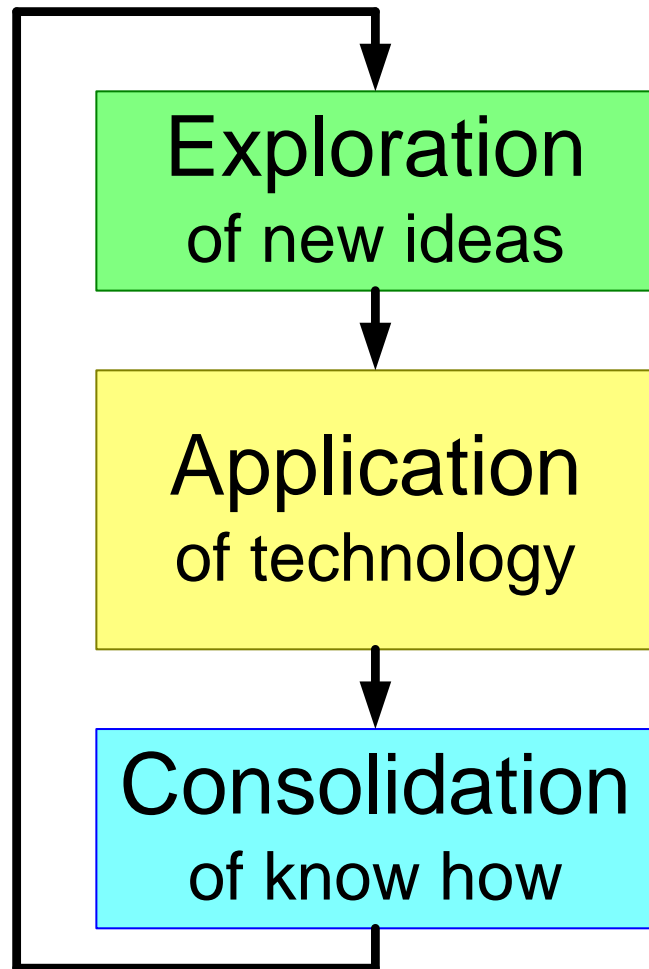 Exploration
of new ideas
Application
of technology
Consolidation
of know how